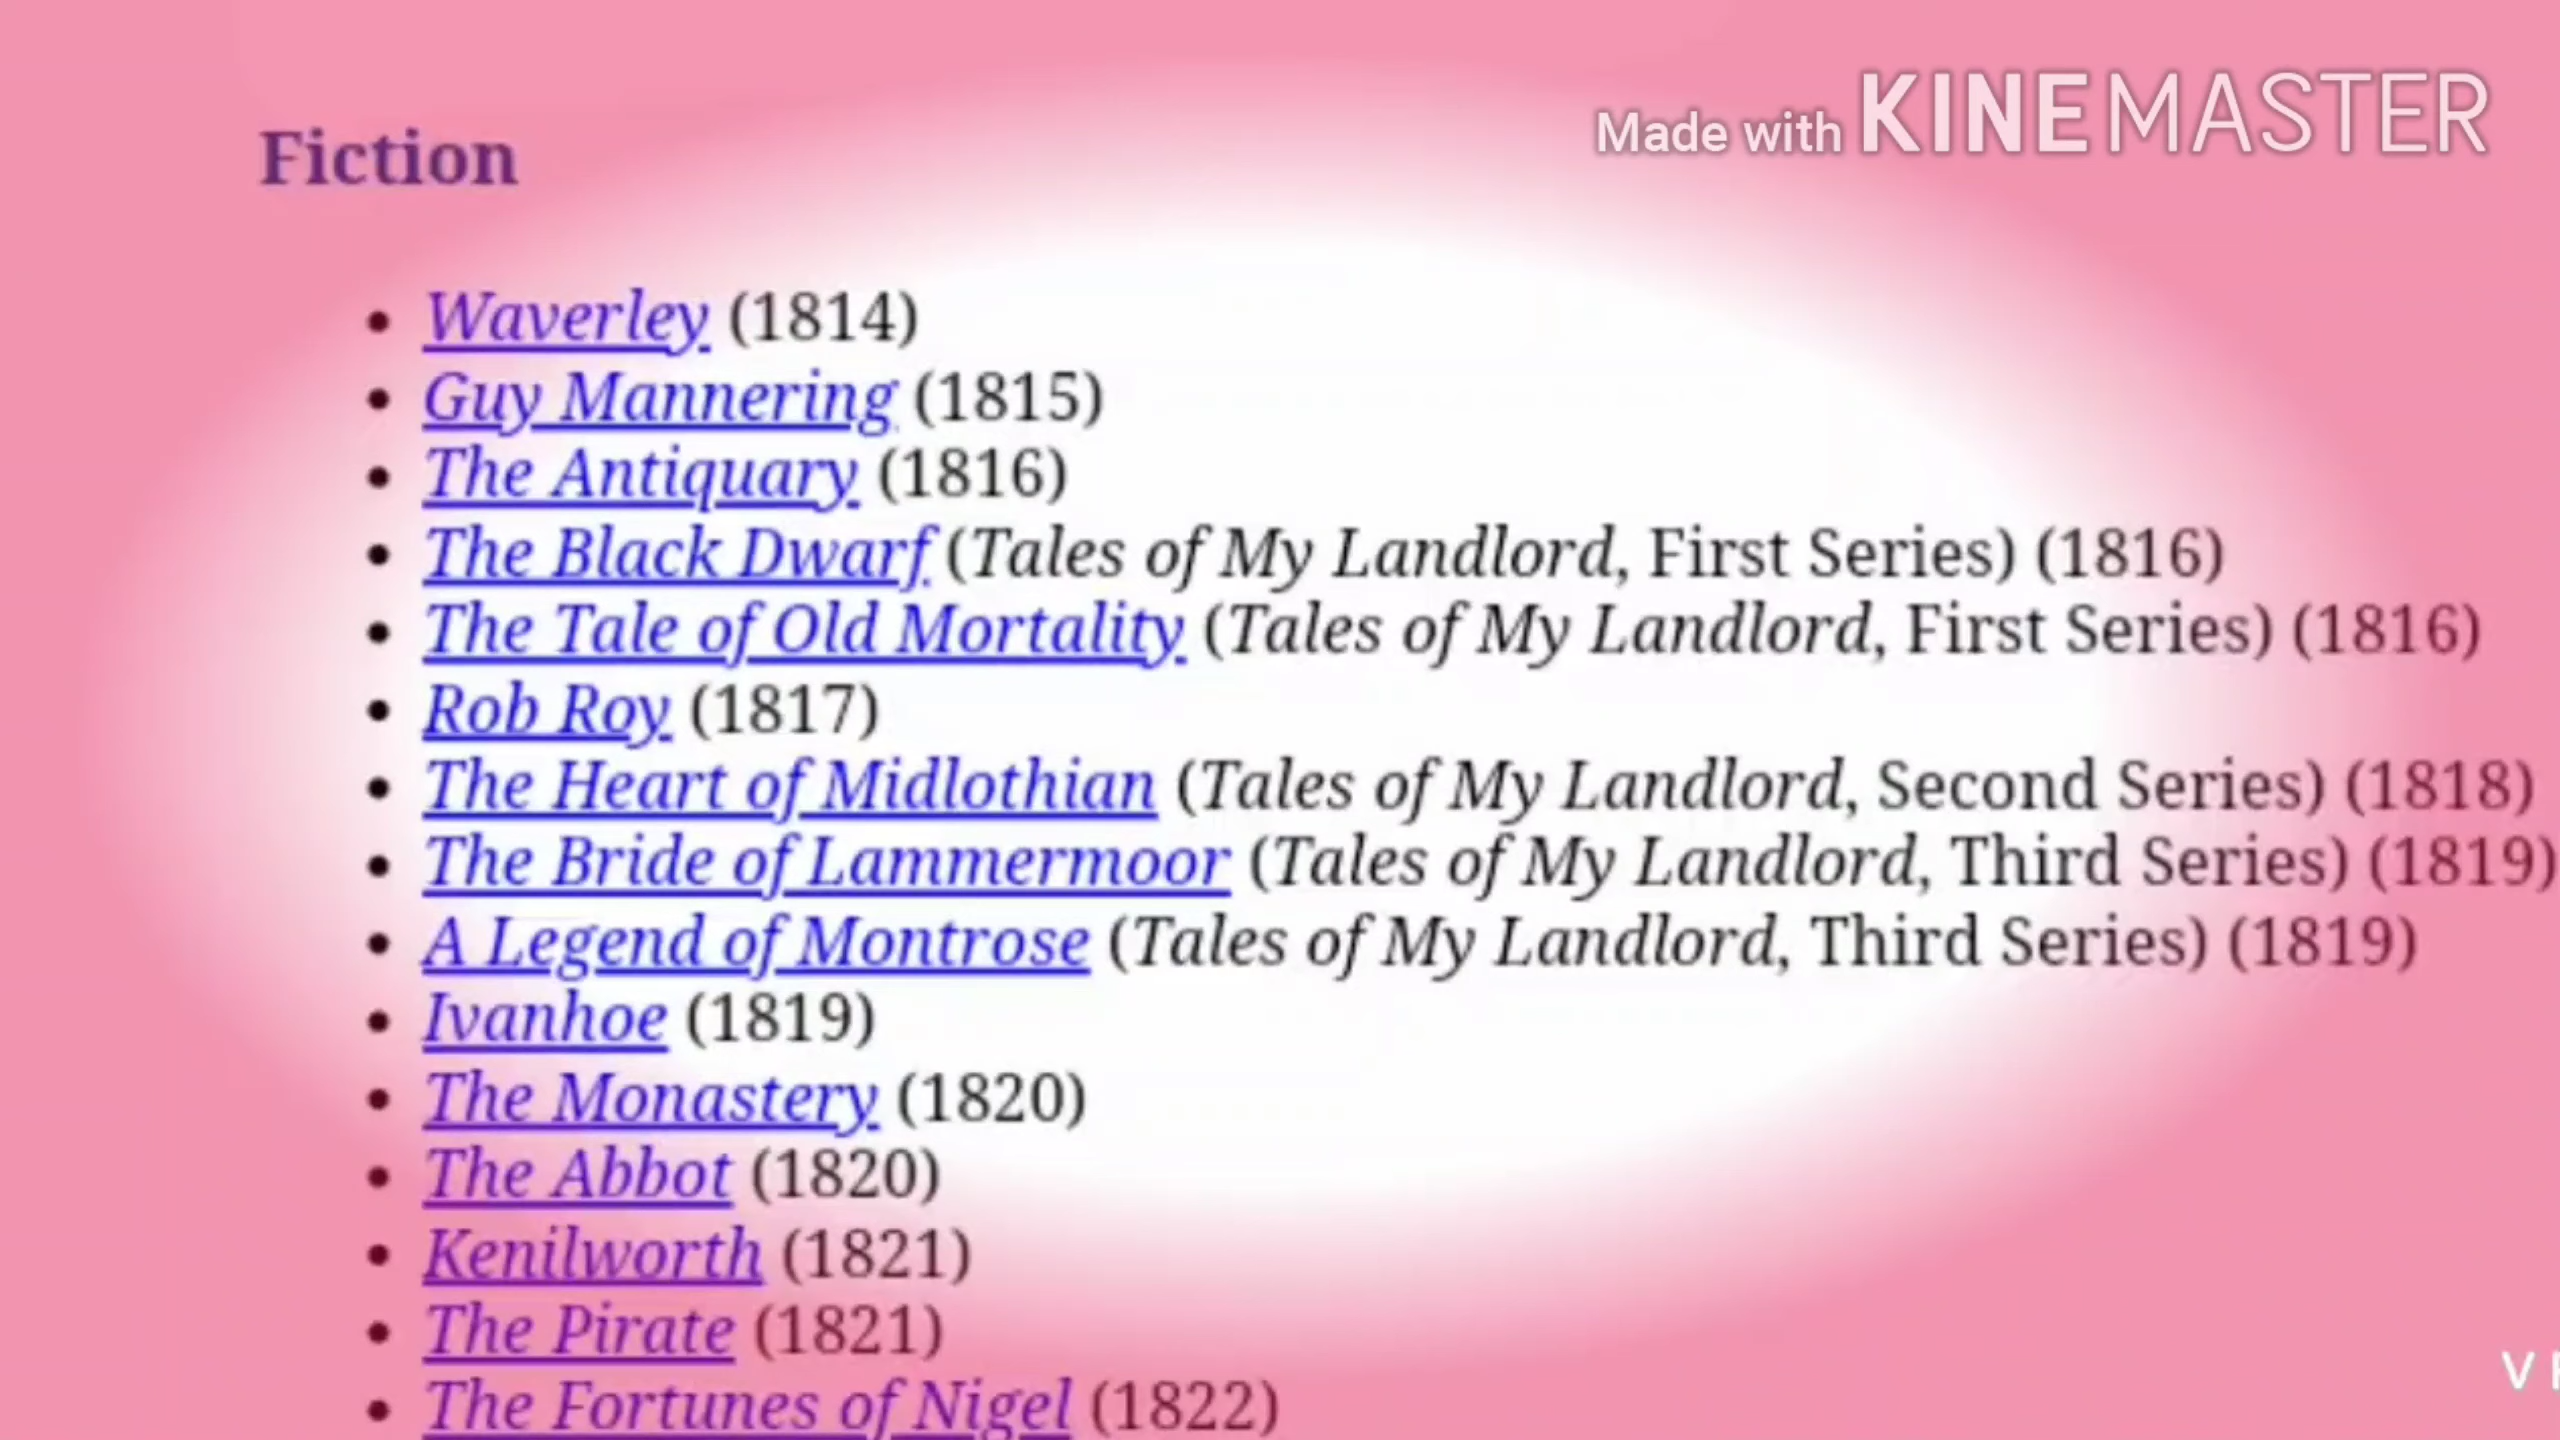 Made with KINEMASTER
Fiction
• Waverley (1814)
• Guy Mannering (1815)
• The Antiquary (1816)
• The Black Dwarf (Tales of My Landlord, First Series) (1816)
• The Tale of Old Mortality (Tales of My Landlord, First Series) (1816)
• Rob Roy (1817)
• The Heart of Midlothian (Tales of My Landlord, Second Series) (1818)
• The Bride of Lammermoor (Tales of My Landlord, Third Series) (1819)
• A Legend of Montrose (Tales of My Landlord, Third Series) (1819)
• Ivanhoe (1819)
• The Monastery (1820)
• The Abbot (1820)
• Kenilworth (1821)
• The Pirate (1821)
• The Fortunes of Nigel (1822)